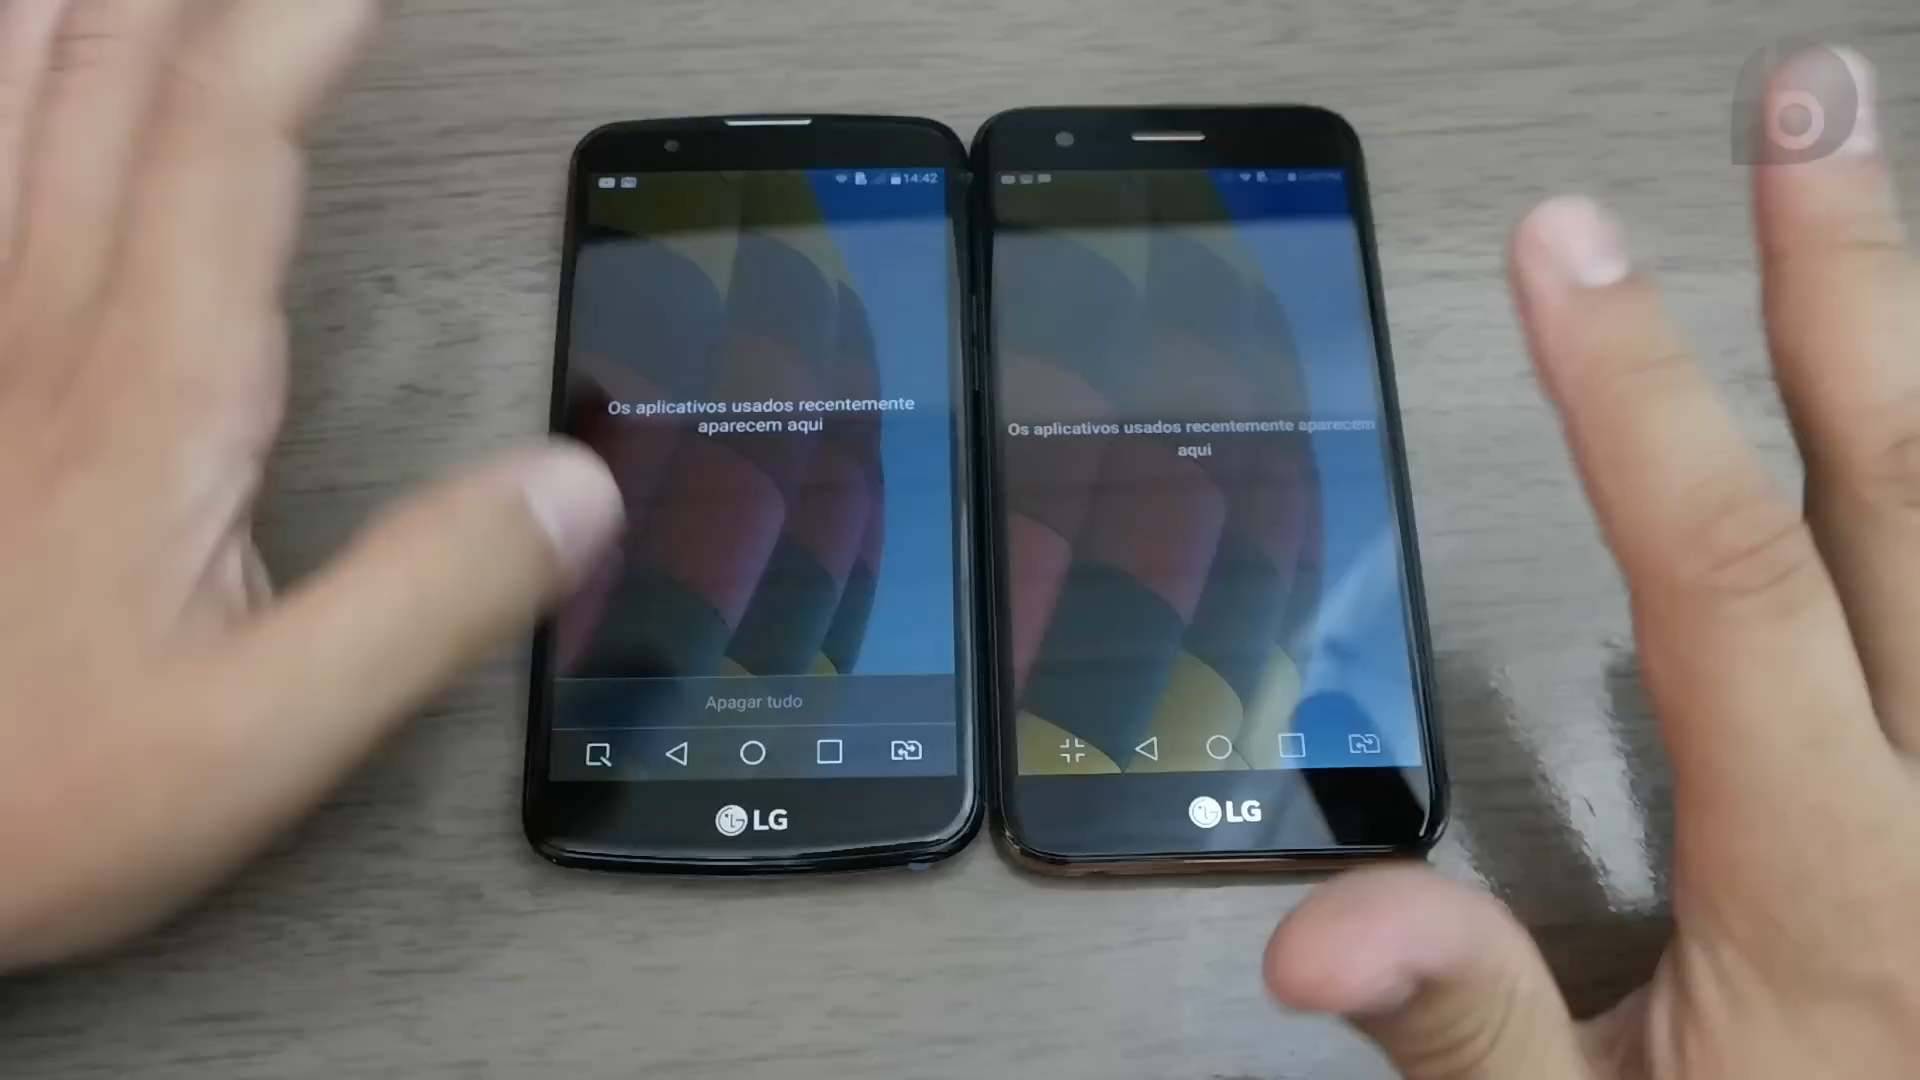 14:42
Os aplicativos usados recentemente
aparecem aqui
Apagar tudo
LG
Os aplicativos usados recentemente aparecem
aqui
LG